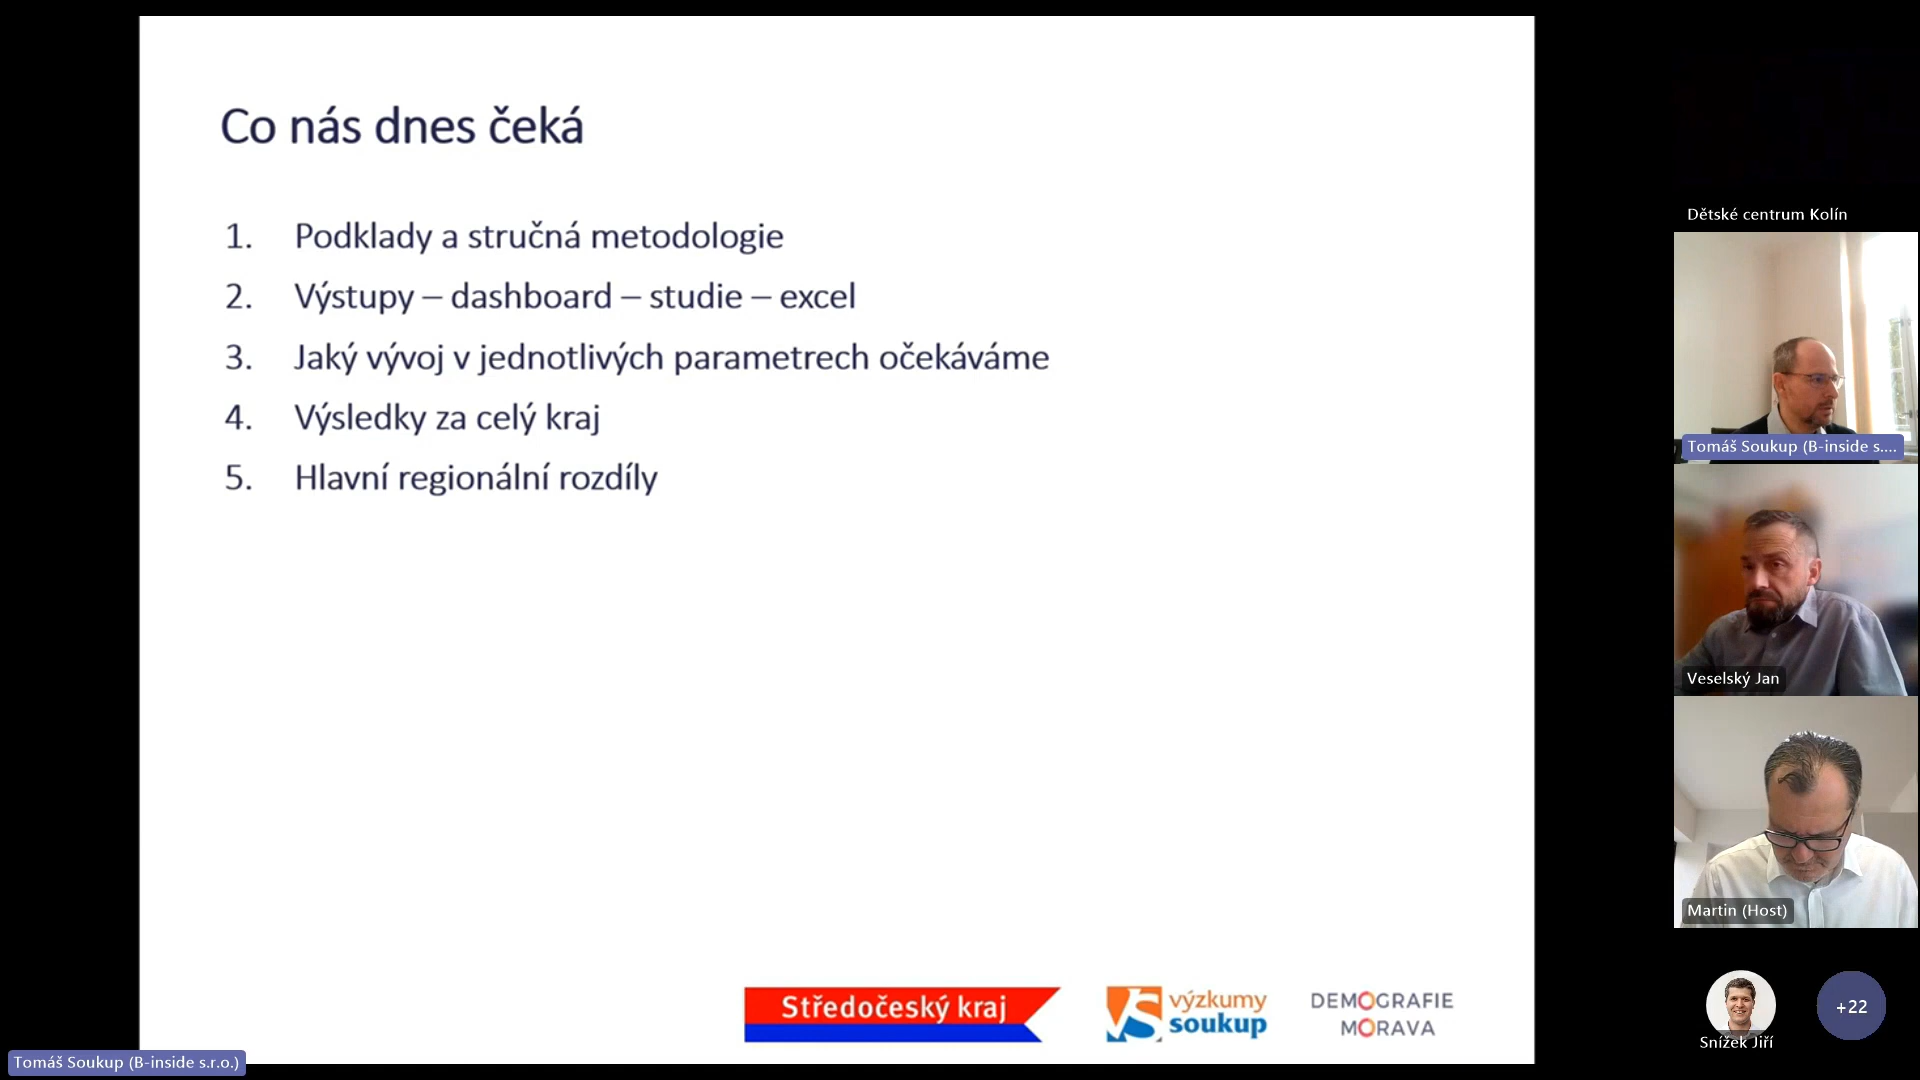 Co nás dnes čeká
1. Podklady a stručná metodologie
2. Výstupy – dashboard – studie – excel
3. Jaký vývoj v jednotlivých parametrech očekáváme
4. Výsledky za celý kraj
5. Hlavní regionální rozdíly
Středočeský kraj
výzkumy
soukup
DEMOGRAFIE
MORAVA
Tomáš Soukup (B-inside s.r.o.)
Dětské centrum Kolín
Tomáš Soukup (B-inside s....
Veselský Jan
Martin (Host)
Snížek Jiří
+22